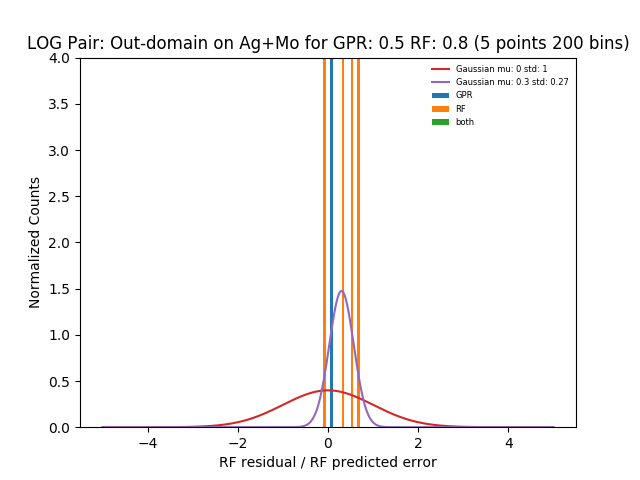 LOG Pair: Out-domain on Ag+Mo for GPR: 0.5 RF: 0.8 (5 points 200 bins)
Gaussian mu: 0 std: 1
Gaussian mu: 0.3 std: 0.27
GPR
RF
both
Normalized Counts
4.0
3.5
3.0
2.5
2.0
1.5
1.0
0.5
0.0
−4
−2
0
2
4
RF residual / RF predicted error